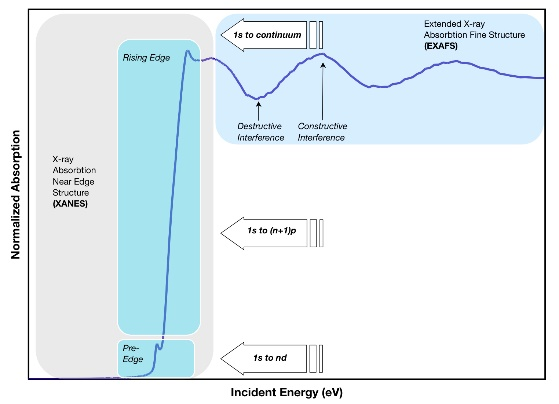 1s to continuum
Extended X-ray
Absorbtion Fine Structure
(EXAFS)
Rising Edge
Destructive
Interference
Constructive
Interference
X-ray
Absorbtion
Near Edge
Structure
(XANES)
Normalized Absorption
1s to (n+1)p
Pre-
Edge
1s to nd
Incident Energy (eV)